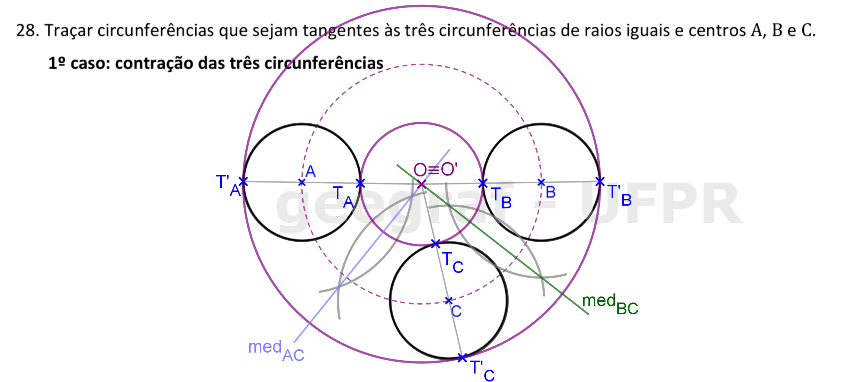 28. Traçar circunferências que sejam tangentes às três circunferências de raios iguais e centros A, B e C.
1º caso: contração das três circunferências
O≡O'
A
T'A
TA
TB
B
T'B
geograf - UFPR
TC
C
medBC
medAC
T'C